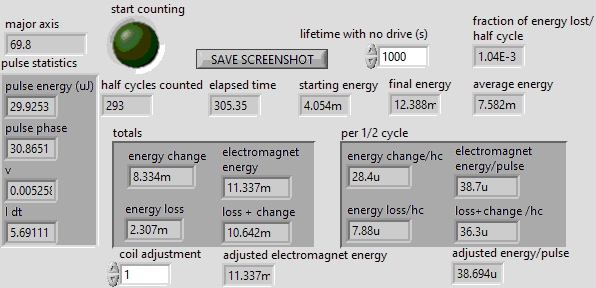 start counting
major axis
69.8
lifetime with no drive (s)
1000
fraction of energy lost/
half cycle
1.04E-3
SAVE SCREENSHOT
pulse statistics
pulse energy (uJ)
29.9253
half cycles counted
293
elapsed time
305.35
starting energy
4.054m
final energy
12.388m
average energy
7.582m
pulse phase
30.8651
v
0.005258
I dt
5.69111
totals
energy change
8.334m
electromagnet
energy
11.337m
energy loss
2.307m
loss + change
10.642m
per 1/2 cycle
energy change/hc
28.4u
electromagnet
energy/pulse
38.7u
energy loss/hc
7.88u
loss+change /hc
36.3u
coil adjustment
1
adjusted electromagnet energy
11.337m
adjusted energy/pulse
38.694u